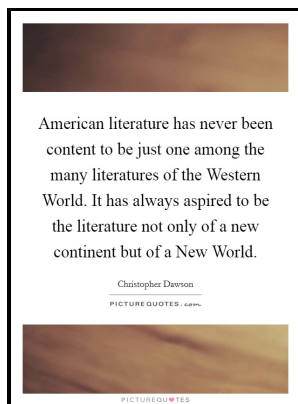 American literature has never been
content to be just one among the
many literatures of the Western
World. It has always aspired to be
the literature not only of a new
continent but of a New World.
Christopher Dawson
PICTUREQUOTES.com
PICTUREQU♥TES